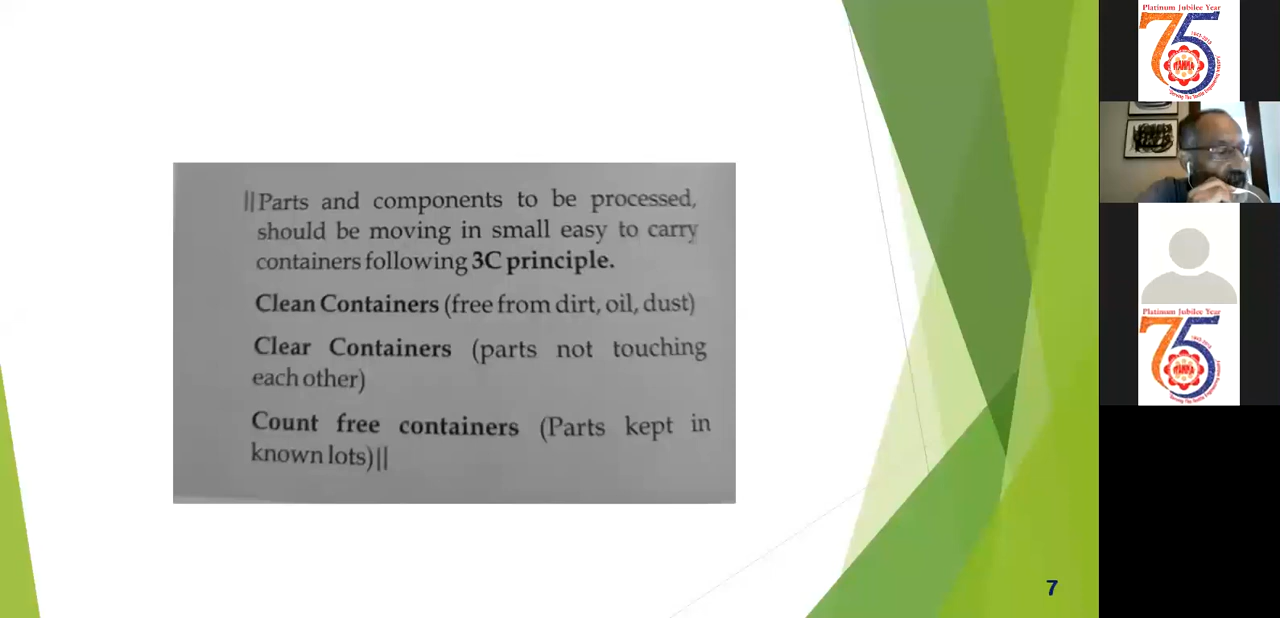 ||Parts and components to be processed,
should be moving in small easy to carry
containers following 3C principle.
Clean Containers (free from dirt, oil, dust)
Clear Containers (parts not touching
each other)
Count free containers (Parts kept in
known lots)||
7
Platinum Jubilee Year
75
Platinum Jubilee Year
75